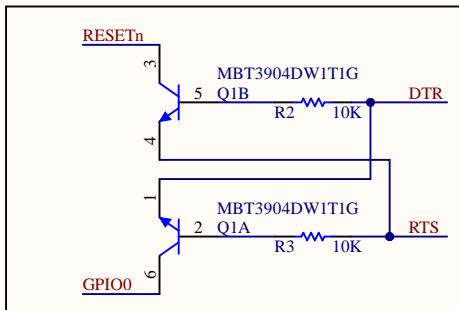 RESETn
3
MBT3904DW1T1G
5 Q1B R2 10K DTR
4
1
MBT3904DW1T1G
2 Q1A R3 10K RTS
6
GPIO0